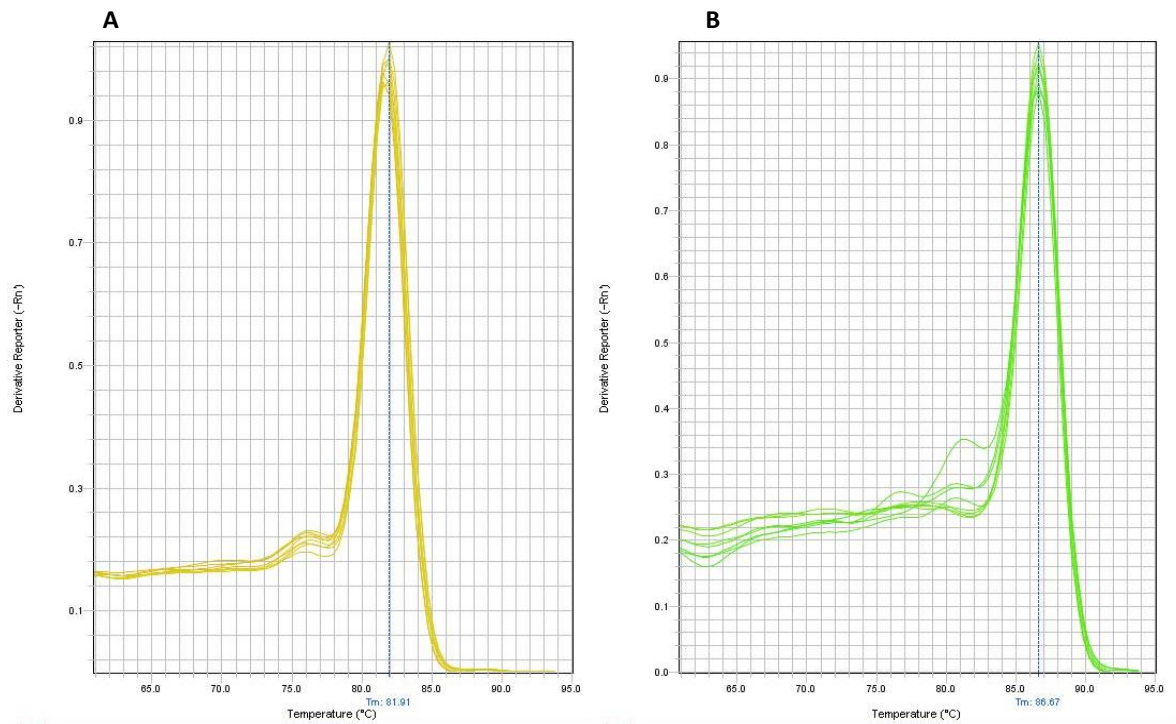 A
Derivative Reporter (-Rn')
0.9
0.7
0.5
0.3
0.1
65.0 70.0 75.0 80.0 85.0 90.0 95.0
Tm: 81.91
Temperature (°C)
B
Derivative Reporter (-Rn')
0.9
0.8
0.7
0.6
0.5
0.4
0.3
0.2
0.1
0.0
65.0 70.0 75.0 80.0 85.0 90.0 95.0
Tm: 86.67
Temperature (°C)